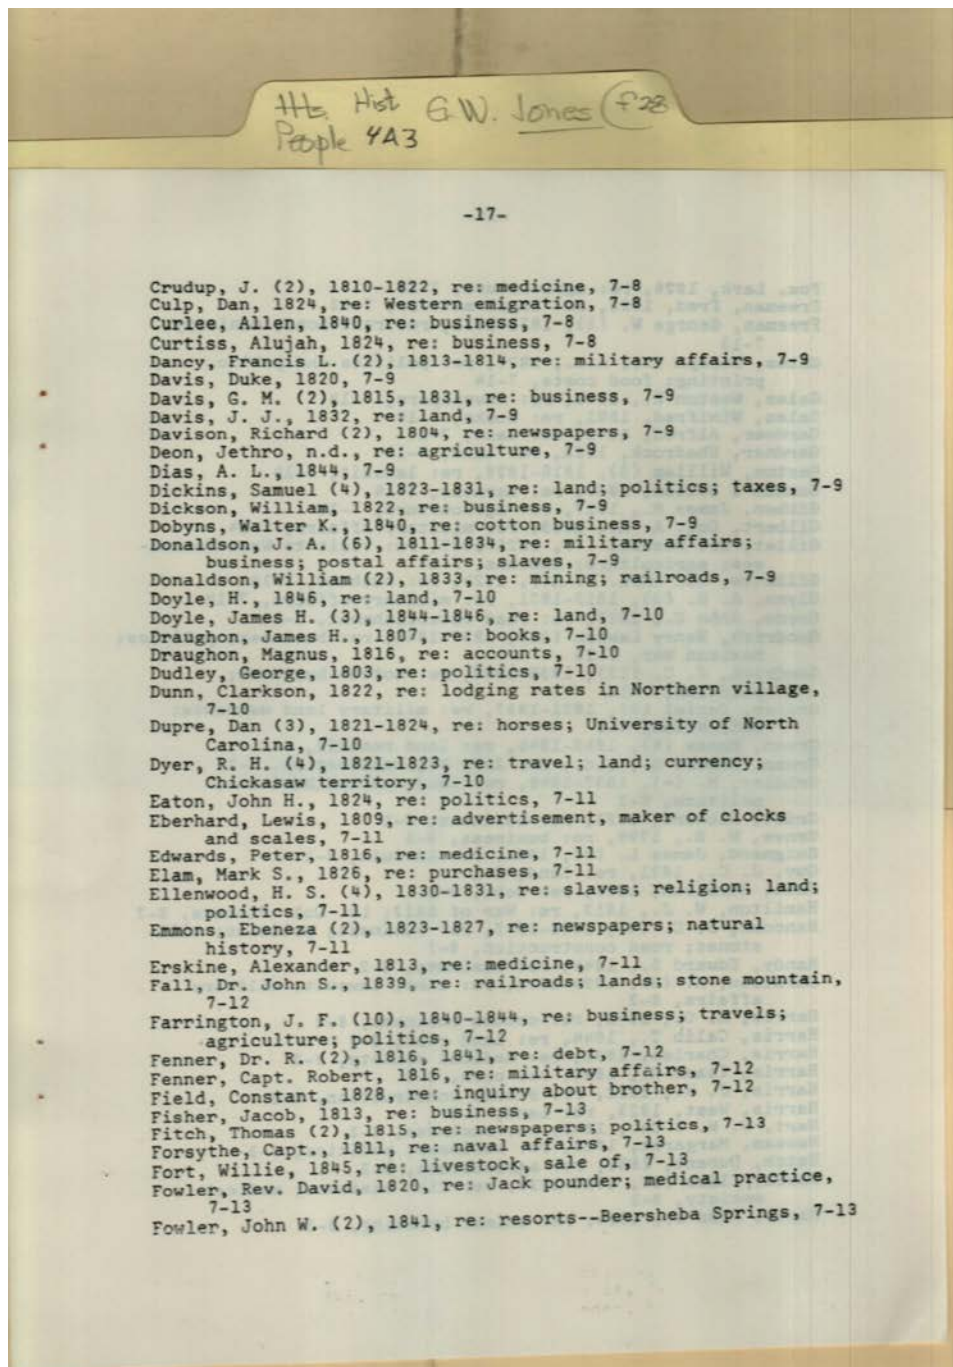 Hts. Hist G.W. Jones (f28
People 4A3
-17-
Crudup, J. (2), 1810-1822, re: medicine, 7-8
Culp, Dan, 1824, re: Western emigration, 7-8
Curlee, Allen, 1840, re: business, 7-8
Curtiss, Alujah, 1824, re: business, 7-8
Dancy, Francis L. (2), 1813-1814, re: military affairs, 7-9
Davis, Duke, 1820, 7-9
Davis, G. M. (2), 1815, 1831, re: business, 7-9
Davis, J. J., 1832, re: land, 7-9
Davison, Richard (2), 1804, re: newspapers, 7-9
Deon, Jethro, n.d., re: agriculture, 7-9
Dias, A. L., 1844, 7-9
Dickins, Samuel (4), 1823-1831, re: land; politics; taxes, 7-9
Dickson, William, 1822, re: business, 7-9
Dobyns, Walter K., 1840, re: cotton business, 7-9
Donaldson, J. A. (6), 1811-1834, re: military affairs;
business; postal affairs; slaves, 7-9
Donaldson, William (2), 1833, re: mining; railroads, 7-9
Doyle, H., 1846, re: land, 7-10
Doyle, James H. (3), 1844-1846, re: land, 7-10
Draughon, James H., 1807, re: books, 7-10
Draughon, Magnus, 1816, re: accounts, 7-10
Dudley, George, 1803, re: politics, 7-10
Dunn, Clarkson, 1822, re: lodging rates in Northern village,
7-10
Dupre, Dan (3), 1821-1824, re: horses; University of North
Carolina, 7-10
Dyer, R. H. (4), 1821-1823, re: travel; land; currency;
Chickasaw territory, 7-10
Eaton, John H., 1824, re: politics, 7-11
Eberhard, Lewis, 1809, re: advertisement, maker of clocks
and scales, 7-11
Edwards, Peter, 1816, re: medicine, 7-11
Elam, Mark S., 1826, re: purchases, 7-11
Ellenwood, H. S. (4), 1830-1831, re: slaves; religion; land;
politics, 7-11
Emmons, Ebeneza (2), 1823-1827, re: newspapers; natural
history, 7-11
Erskine, Alexander, 1813, re: medicine, 7-11
Fall, Dr. John S., 1839, re: railroads; lands; stone mountain,
7-12
Farrington, J. F. (10), 1840-1844, re: business; travels;
agriculture; politics, 7-12
Fenner, Dr. R. (2), 1816, 1841, re: debt, 7-12
Fenner, Capt. Robert, 1816, re: military affairs, 7-12
Field, Constant, 1828, re: inquiry about brother, 7-12
Fisher, Jacob, 1813, re: business, 7-13
Fitch, Thomas (2), 1815, re: newspapers; politics, 7-13
Forsythe, Capt., 1811, re: naval affairs, 7-13
Fort, Willie, 1845, re: livestock, sale of, 7-13
Fowler, Rev. David, 1820, re: Jack pounder; medical practice,
7-13
Fowler, John W. (2), 1841, re: resorts--Beersheba Springs, 7-13